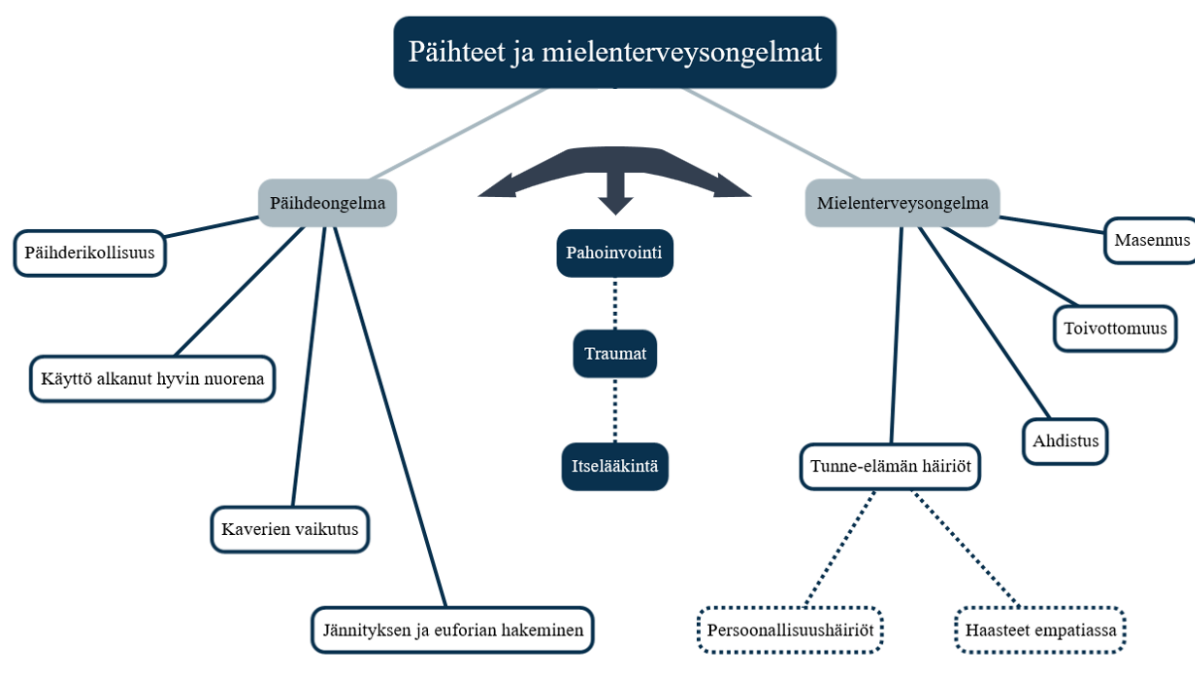 Päihteet ja mielenterveysongelmat
Päihdeongelma
Mielenterveysongelma
Päihderikollisuus
Pahoinvointi
Masennus
Toivottomuus
Traumat
Käyttö alkanut hyvin nuorena
Ahdistus
Itselääkintä
Tunne-elämän häiriöt
Kaverien vaikutus
Jännityksen ja euforian hakeminen
Persoonallisuushäiriöt
Haasteet empatiassa